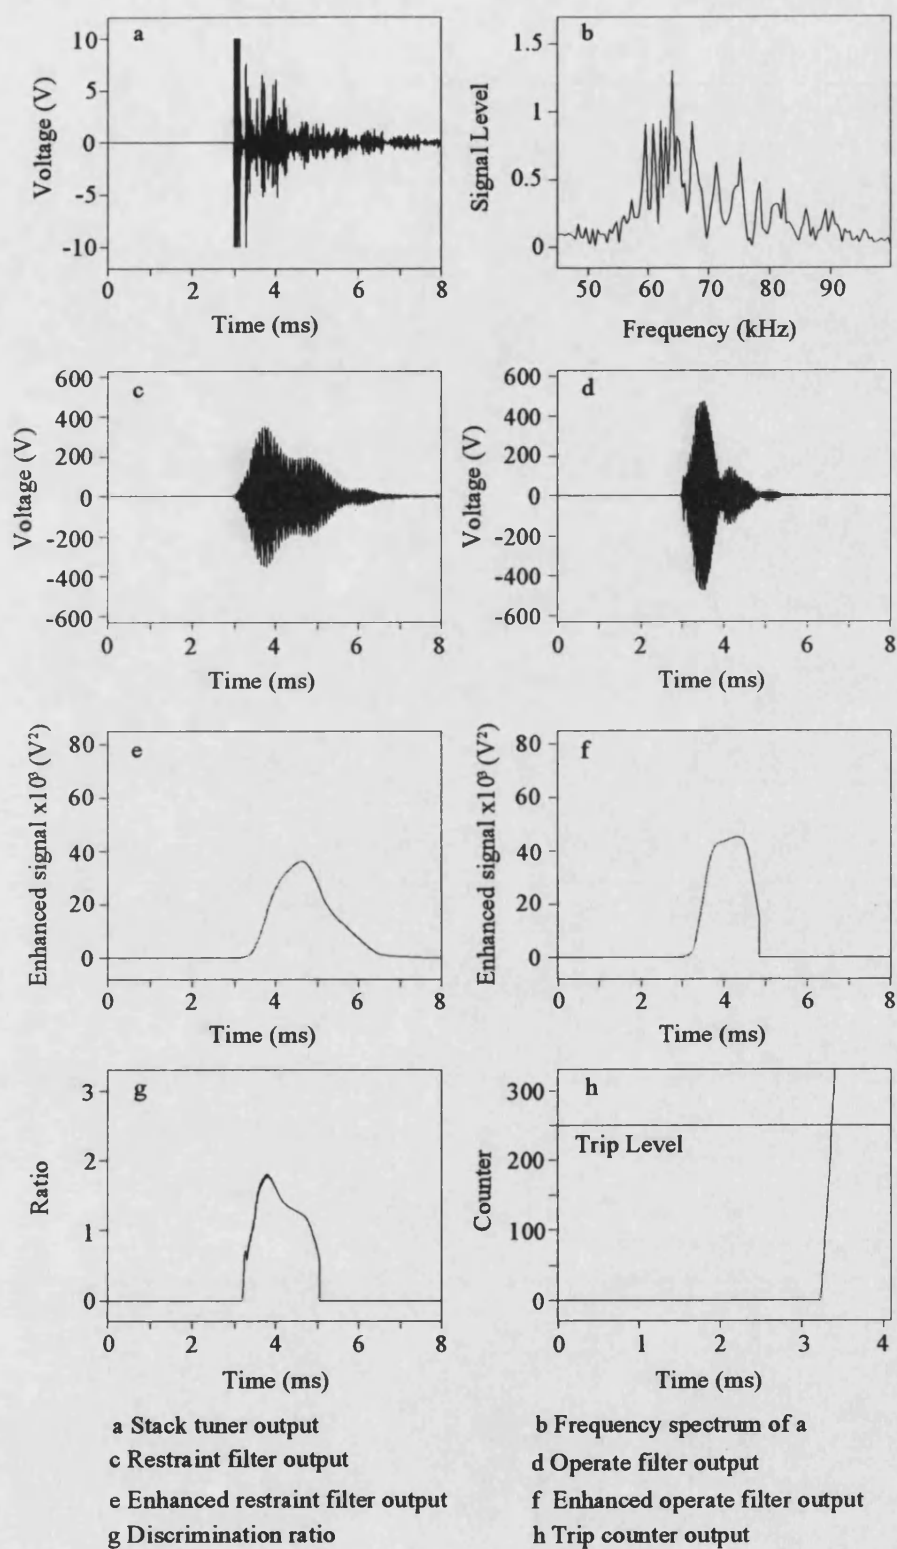 a
10
5
0
-5
-10
Voltage (V)
0 2 4 6 8
Time (ms)
b
1.5
1
0.5
0
Signal Level
50 60 70 80 90
Frequency (kHz)
c
600
400
200
0
-200
-400
-600
Voltage (V)
0 2 4 6 8
Time (ms)
d
600
400
200
0
-200
-400
-600
Voltage (V)
0 2 4 6 8
Time (ms)
e
80
60
40
20
0
Enhanced signal x10³ (V²)
0 2 4 6 8
Time (ms)
f
80
60
40
20
0
Enhanced signal x10³ (V²)
0 2 4 6 8
Time (ms)
g
3
2
1
0
Ratio
0 2 4 6 8
Time (ms)
h
300
200
100
0
Trip Level
Counter
0 1 2 3 4
Time (ms)
a Stack tuner output
b Frequency spectrum of a
c Restraint filter output
d Operate filter output
e Enhanced restraint filter output
f Enhanced operate filter output
g Discrimination ratio
h Trip counter output